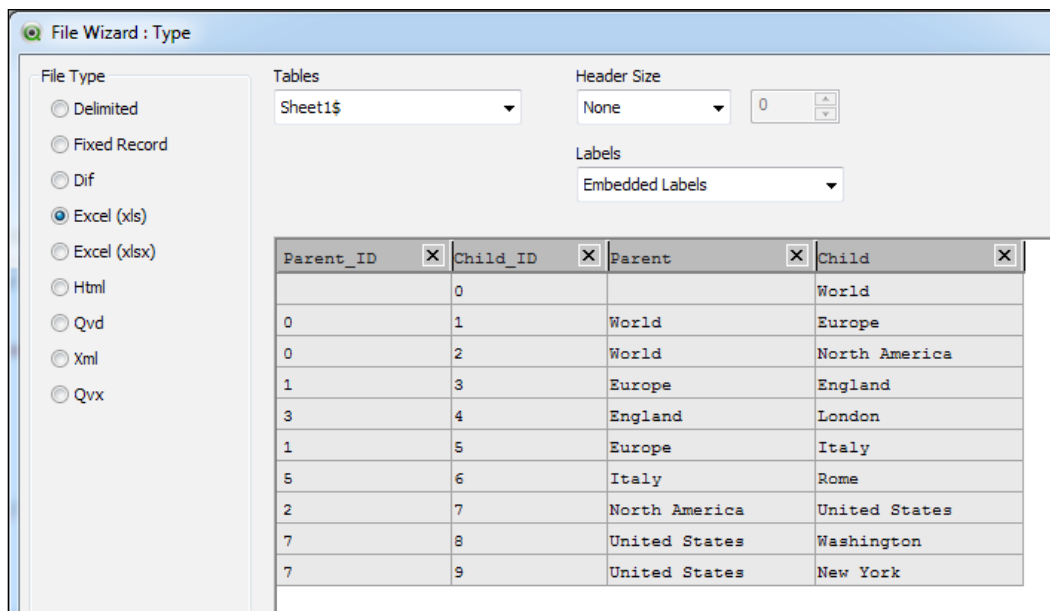 File Wizard : Type
File Type
Delimited
Fixed Record
Dif
Excel (xls)
Excel (xlsx)
Html
Qvd
Xml
Qvx
Tables
Sheet1$
Header Size
None
0
Labels
Embedded Labels
Parent_ID Child_ID Parent Child
0 World
0 1 World Europe
0 2 World North America
1 3 Europe England
3 4 England London
1 5 Europe Italy
5 6 Italy Rome
2 7 North America United States
7 8 United States Washington
7 9 United States New York